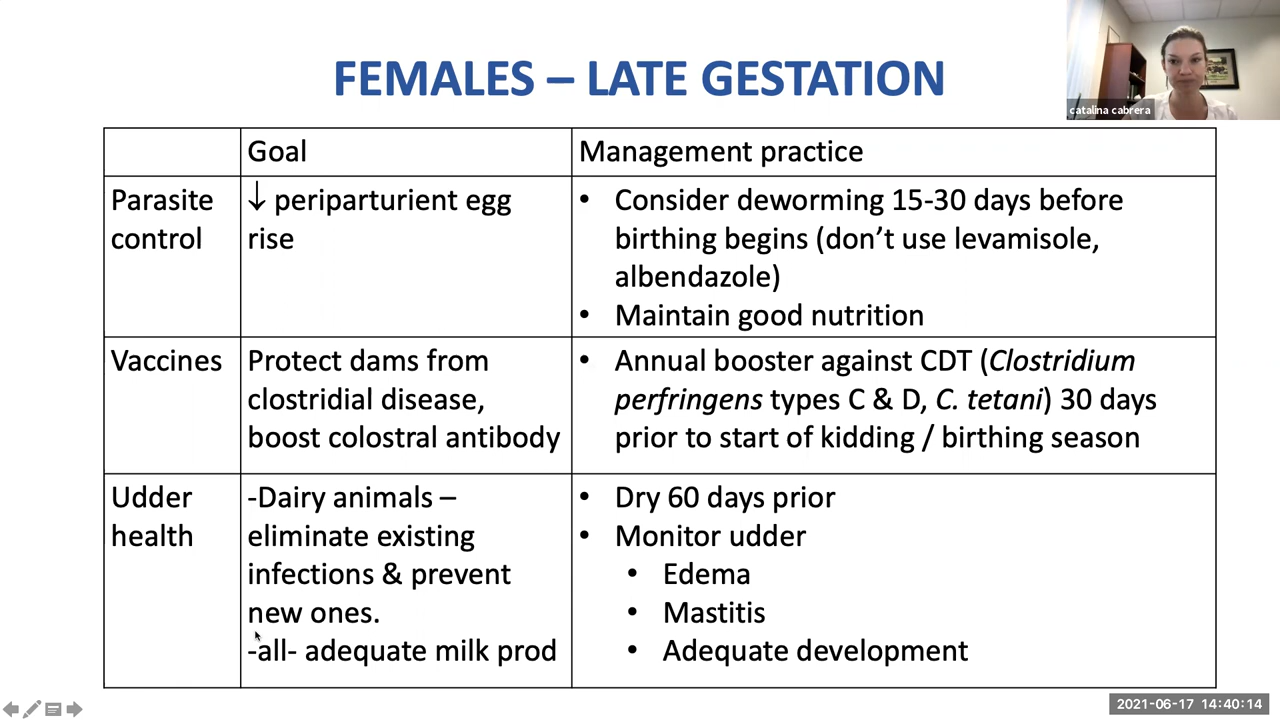 FEMALES – LATE GESTATION
catalina cabrera
Goal
Management practice
Parasite
control
↓ periparturient egg
rise
• Consider deworming 15-30 days before
birthing begins (don’t use levamisole,
albendazole)
• Maintain good nutrition
Vaccines
Protect dams from
clostridial disease,
boost colostral antibody
• Annual booster against CDT (Clostridium
perfringens types C & D, C. tetani) 30 days
prior to start of kidding / birthing season
Udder
health
-Dairy animals –
eliminate existing
infections & prevent
new ones.
-all- adequate milk prod
• Dry 60 days prior
• Monitor udder
• Edema
• Mastitis
• Adequate development
2021-06-17 14:40:14